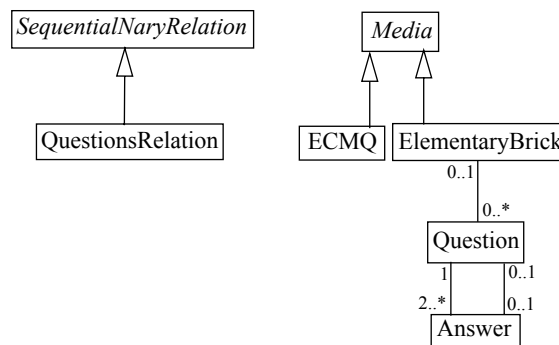 SequentialNaryRelation
Media
QuestionsRelation
ECMQ
ElementaryBrick
0..1
0..*
Question
1
0..1
2..*
0..1
Answer